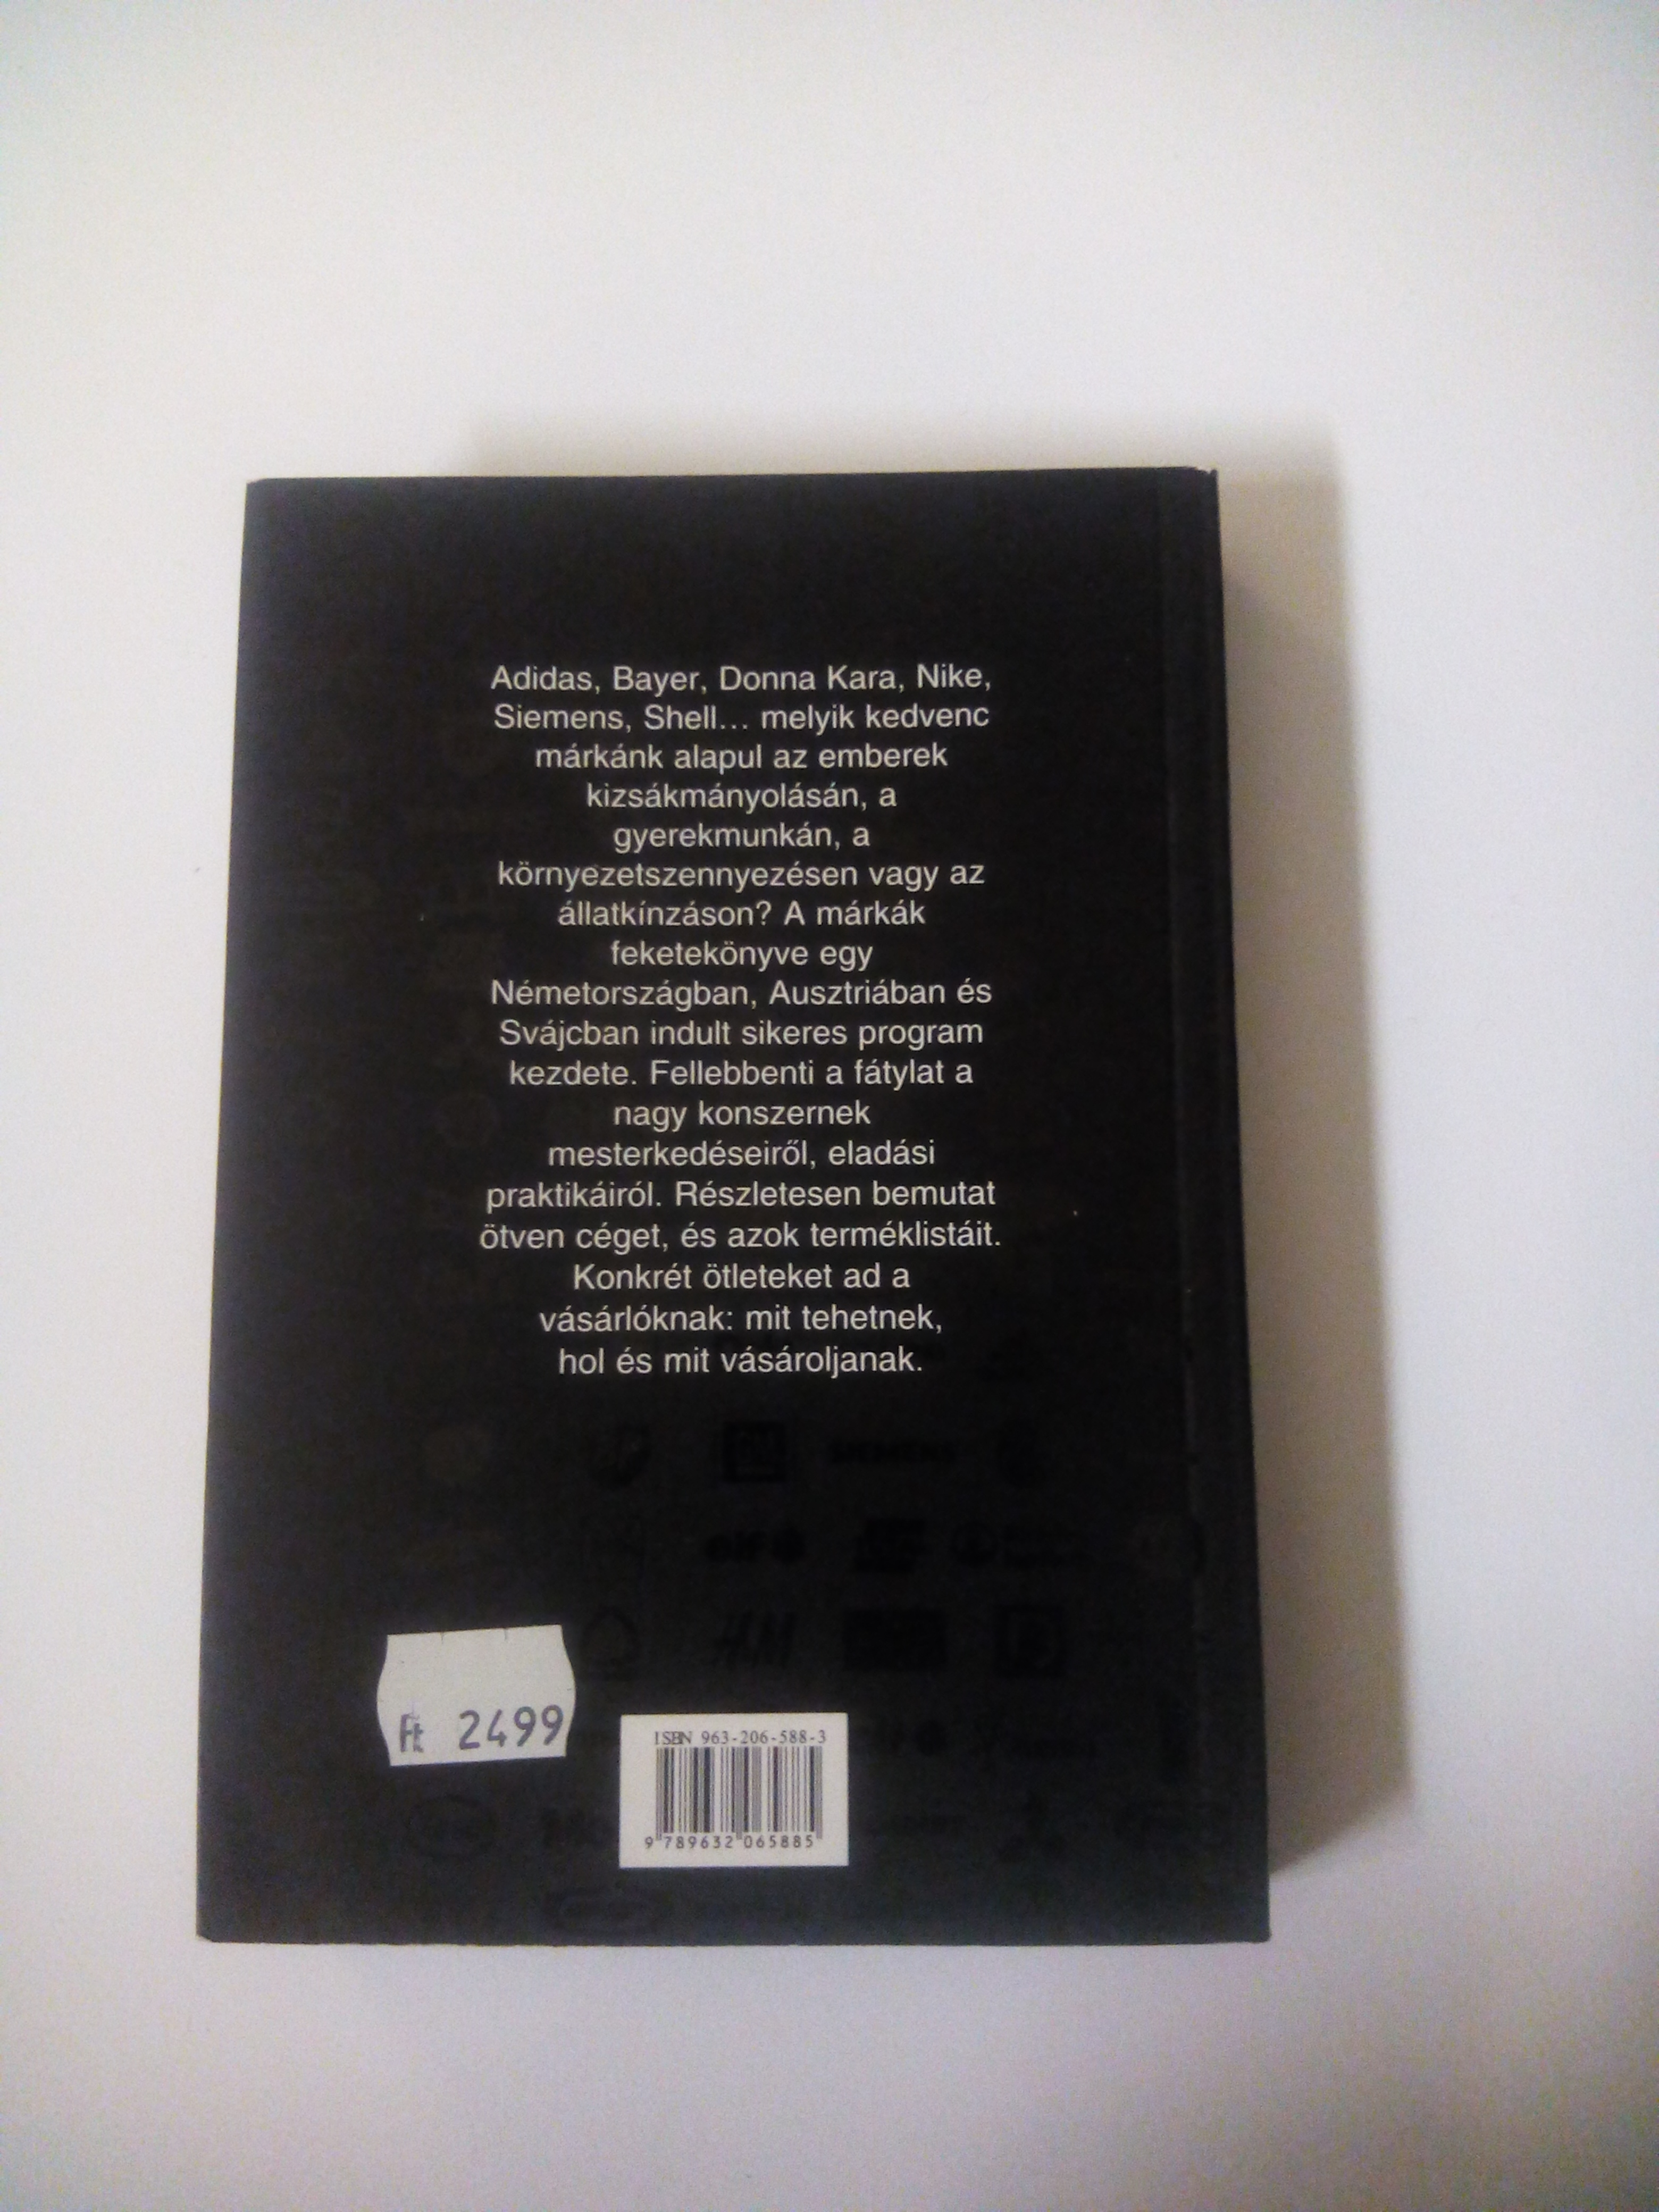 Adidas, Bayer, Donna Kara, Nike,
Siemens, Shell... melyik kedvenc
márkánk alapul az emberek
kizsákmányolásán, a
gyerekmunkán, a
környezetszennyezésen vagy az
állatkínzáson? A márkák
feketekönyve egy
Németországban, Ausztriában és
Svájcban indult sikeres program
kezdete. Fellebbenti a fátylat a
nagy konszernek
mesterkedéseiről, eladási
praktikáiról. Részletesen bemutat
ötven céget, és azok terméklistáit.
Konkrét ötleteket ad a
vásárlóknak: mit tehetnek,
hol és mit vásároljanak.
SIEMENS
elf
H&M
Ft 2499
ISBN 963-206-588-3
9 789632 065885